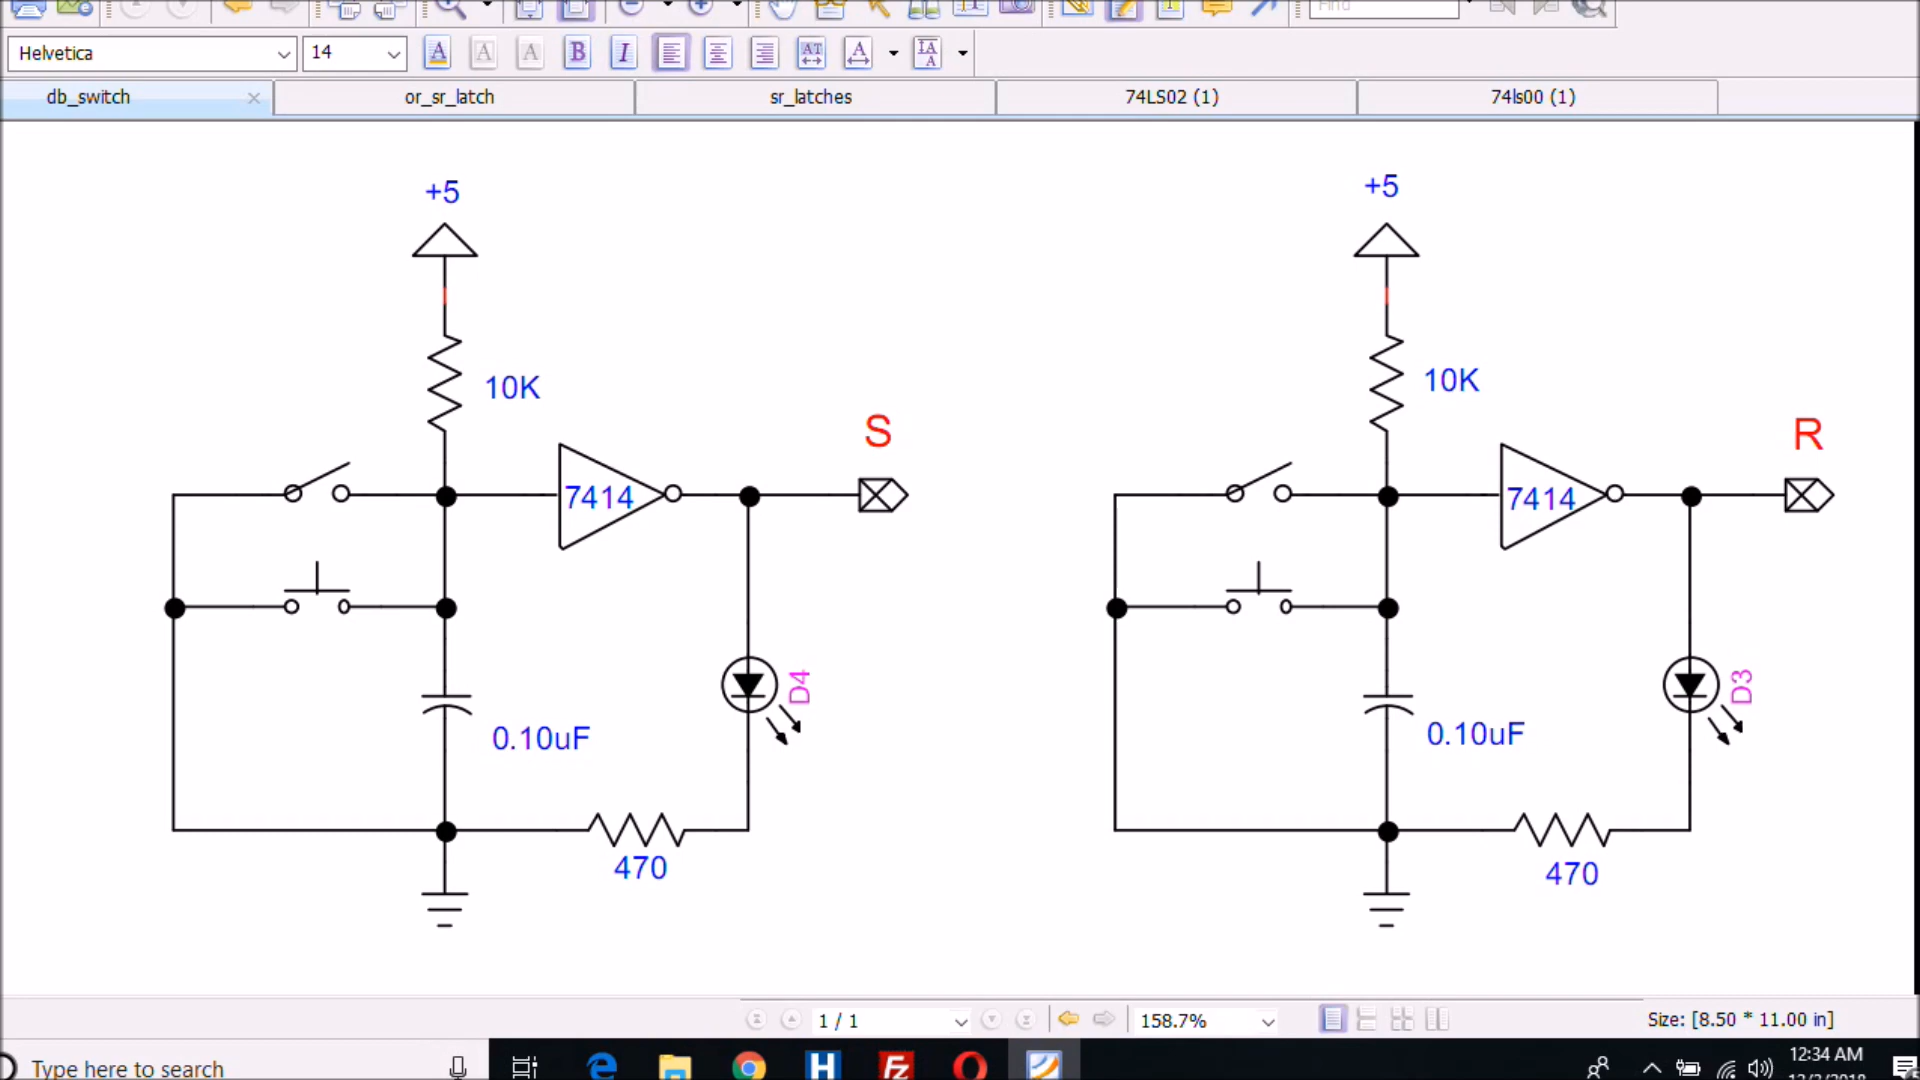 Helvetica 14
db_switch or_sr_latch sr_latches 74LS02 (1) 74ls00 (1)
+5
10K
7414
S
D4
0.10uF
470
+5
10K
7414
R
D3
0.10uF
470
1 / 1 158.7% Size: [8.50 * 11.00 in]
Type here to search 12:34 AM